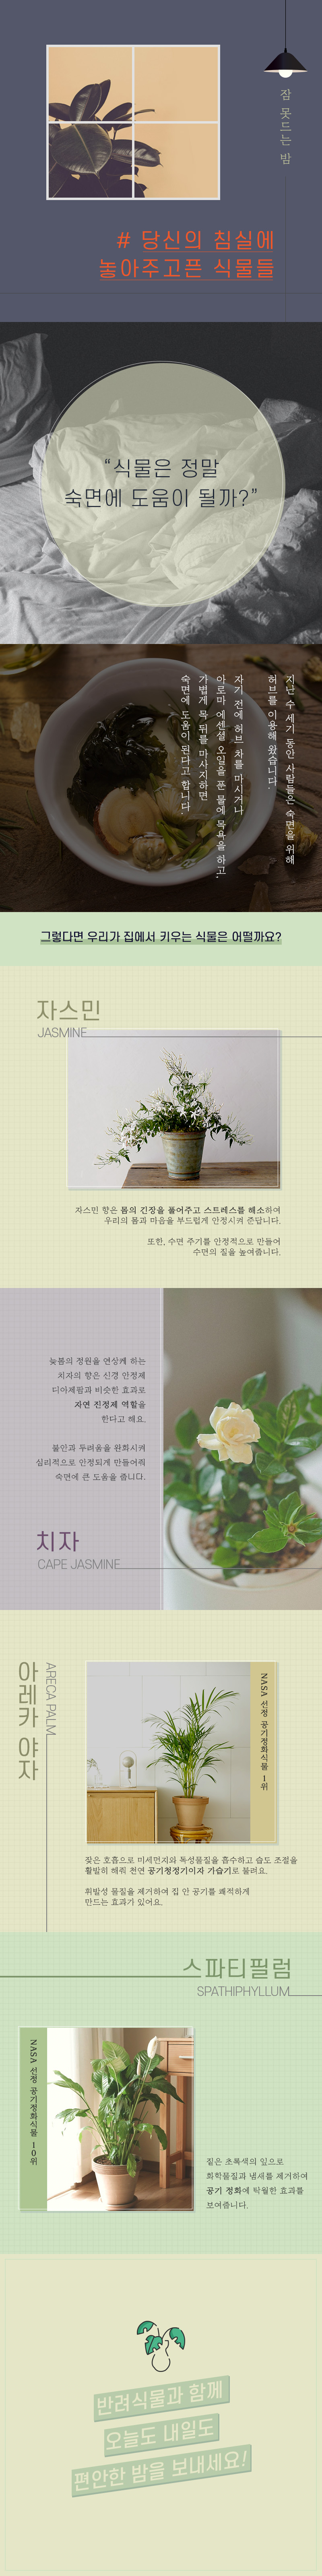 잠 못드는 밤
# 당신의 침실에
놓아주고픈 식물들
“식물은 정말
숙면에 도움이 될까?”
지난 수 세기 동안 사람들은 숙면을 위해
허브를 이용해 왔습니다.
자기 전에 허브 차를 마시거나
아로마 에센셜 오일을 푼 물에 목욕을 하고,
가볍게 목 뒤를 마사지하면
숙면에 도움이 된다고 합니다.
그렇다면 우리가 집에서 키우는 식물은 어떨까요?
자스민
JASMINE
자스민 향은 몸의 긴장을 풀어주고 스트레스를 해소하여
우리의 몸과 마음을 부드럽게 안정시켜 준답니다.
또한, 수면 주기를 안정적으로 만들어
수면의 질을 높여줍니다.
늦봄의 정원을 연상케 하는
치자의 향은 신경 안정제
디아제팜과 비슷한 효과로
자연 진정제 역할을
한다고 해요.
불안과 두려움을 완화시켜
심리적으로 안정되게 만들어줘
숙면에 큰 도움을 줍니다.
치자
CAPE JASMINE
아레카 야자
ARECA PALM
NASA 선정 공기정화식물 1위
잦은 호흡으로 미세먼지와 독성물질을 흡수하고 습도 조절을
활발히 해줘 천연 공기청정기이자 가습기로 불려요.
휘발성 물질을 제거하여 집 안 공기를 쾌적하게
만드는 효과가 있어요.
스파티필럼
SPATHIPHYLLUM
NASA 선정 공기정화식물 10위
짙은 초록색의 잎으로
화학물질과 냄새를 제거하여
공기 정화에 탁월한 효과를
보여줍니다.
반려식물과 함께
오늘도 내일도
편안한 밤을 보내세요!